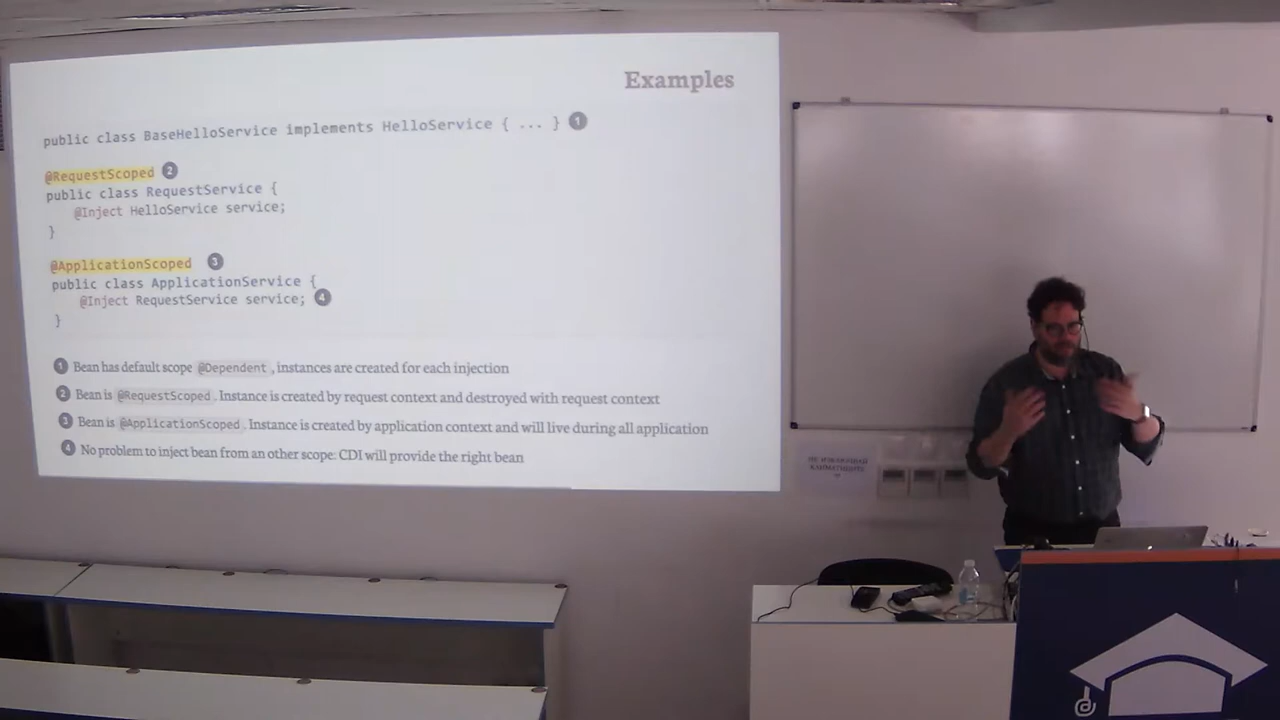 Examples
public class BaseHelloService implements HelloService { ... } 1
@RequestScoped 2
public class RequestService {
@Inject HelloService service;
}
@ApplicationScoped 3
public class ApplicationService {
@Inject RequestService service; 4
}
1 Bean has default scope @Dependent, instances are created for each injection
2 Bean is @RequestScoped. Instance is created by request context and destroyed with request context
3 Bean is @ApplicationScoped. Instance is created by application context and will live during all application
4 No problem to inject bean from an other scope: CDI will provide the right bean
НЕ ИЗКЛЮЧВАЙ
КЛИМАТИЦИТЕ